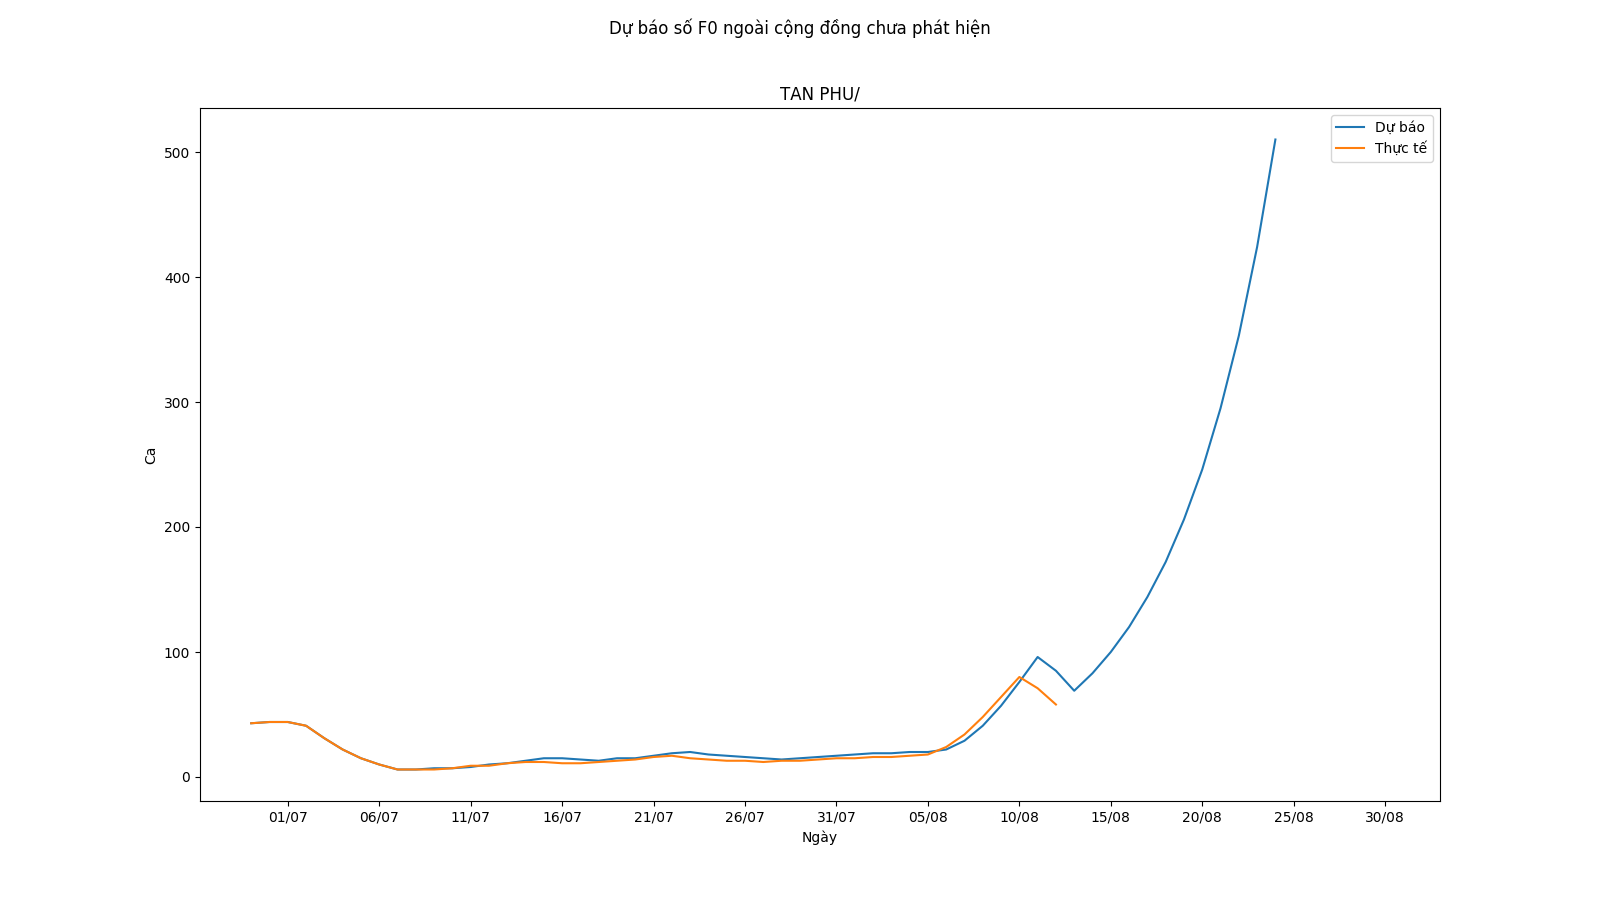 Dự báo số F0 ngoài cộng đồng chưa phát hiện
TAN PHU/
Dự báo
Thực tế
500
400
300
200
100
0
Ca
01/07 06/07 11/07 16/07 21/07 26/07 31/07 05/08 10/08 15/08 20/08 25/08 30/08
Ngày